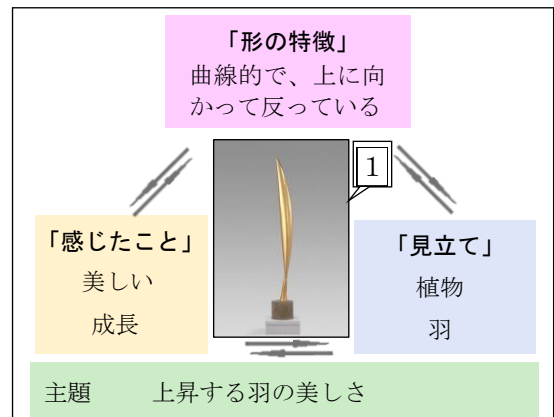 「形の特徴」
曲線的で、上に向
かって反っている
1
「感じたこと」
美しい
成長
「見立て」
植物
羽
主題 上昇する羽の美しさ